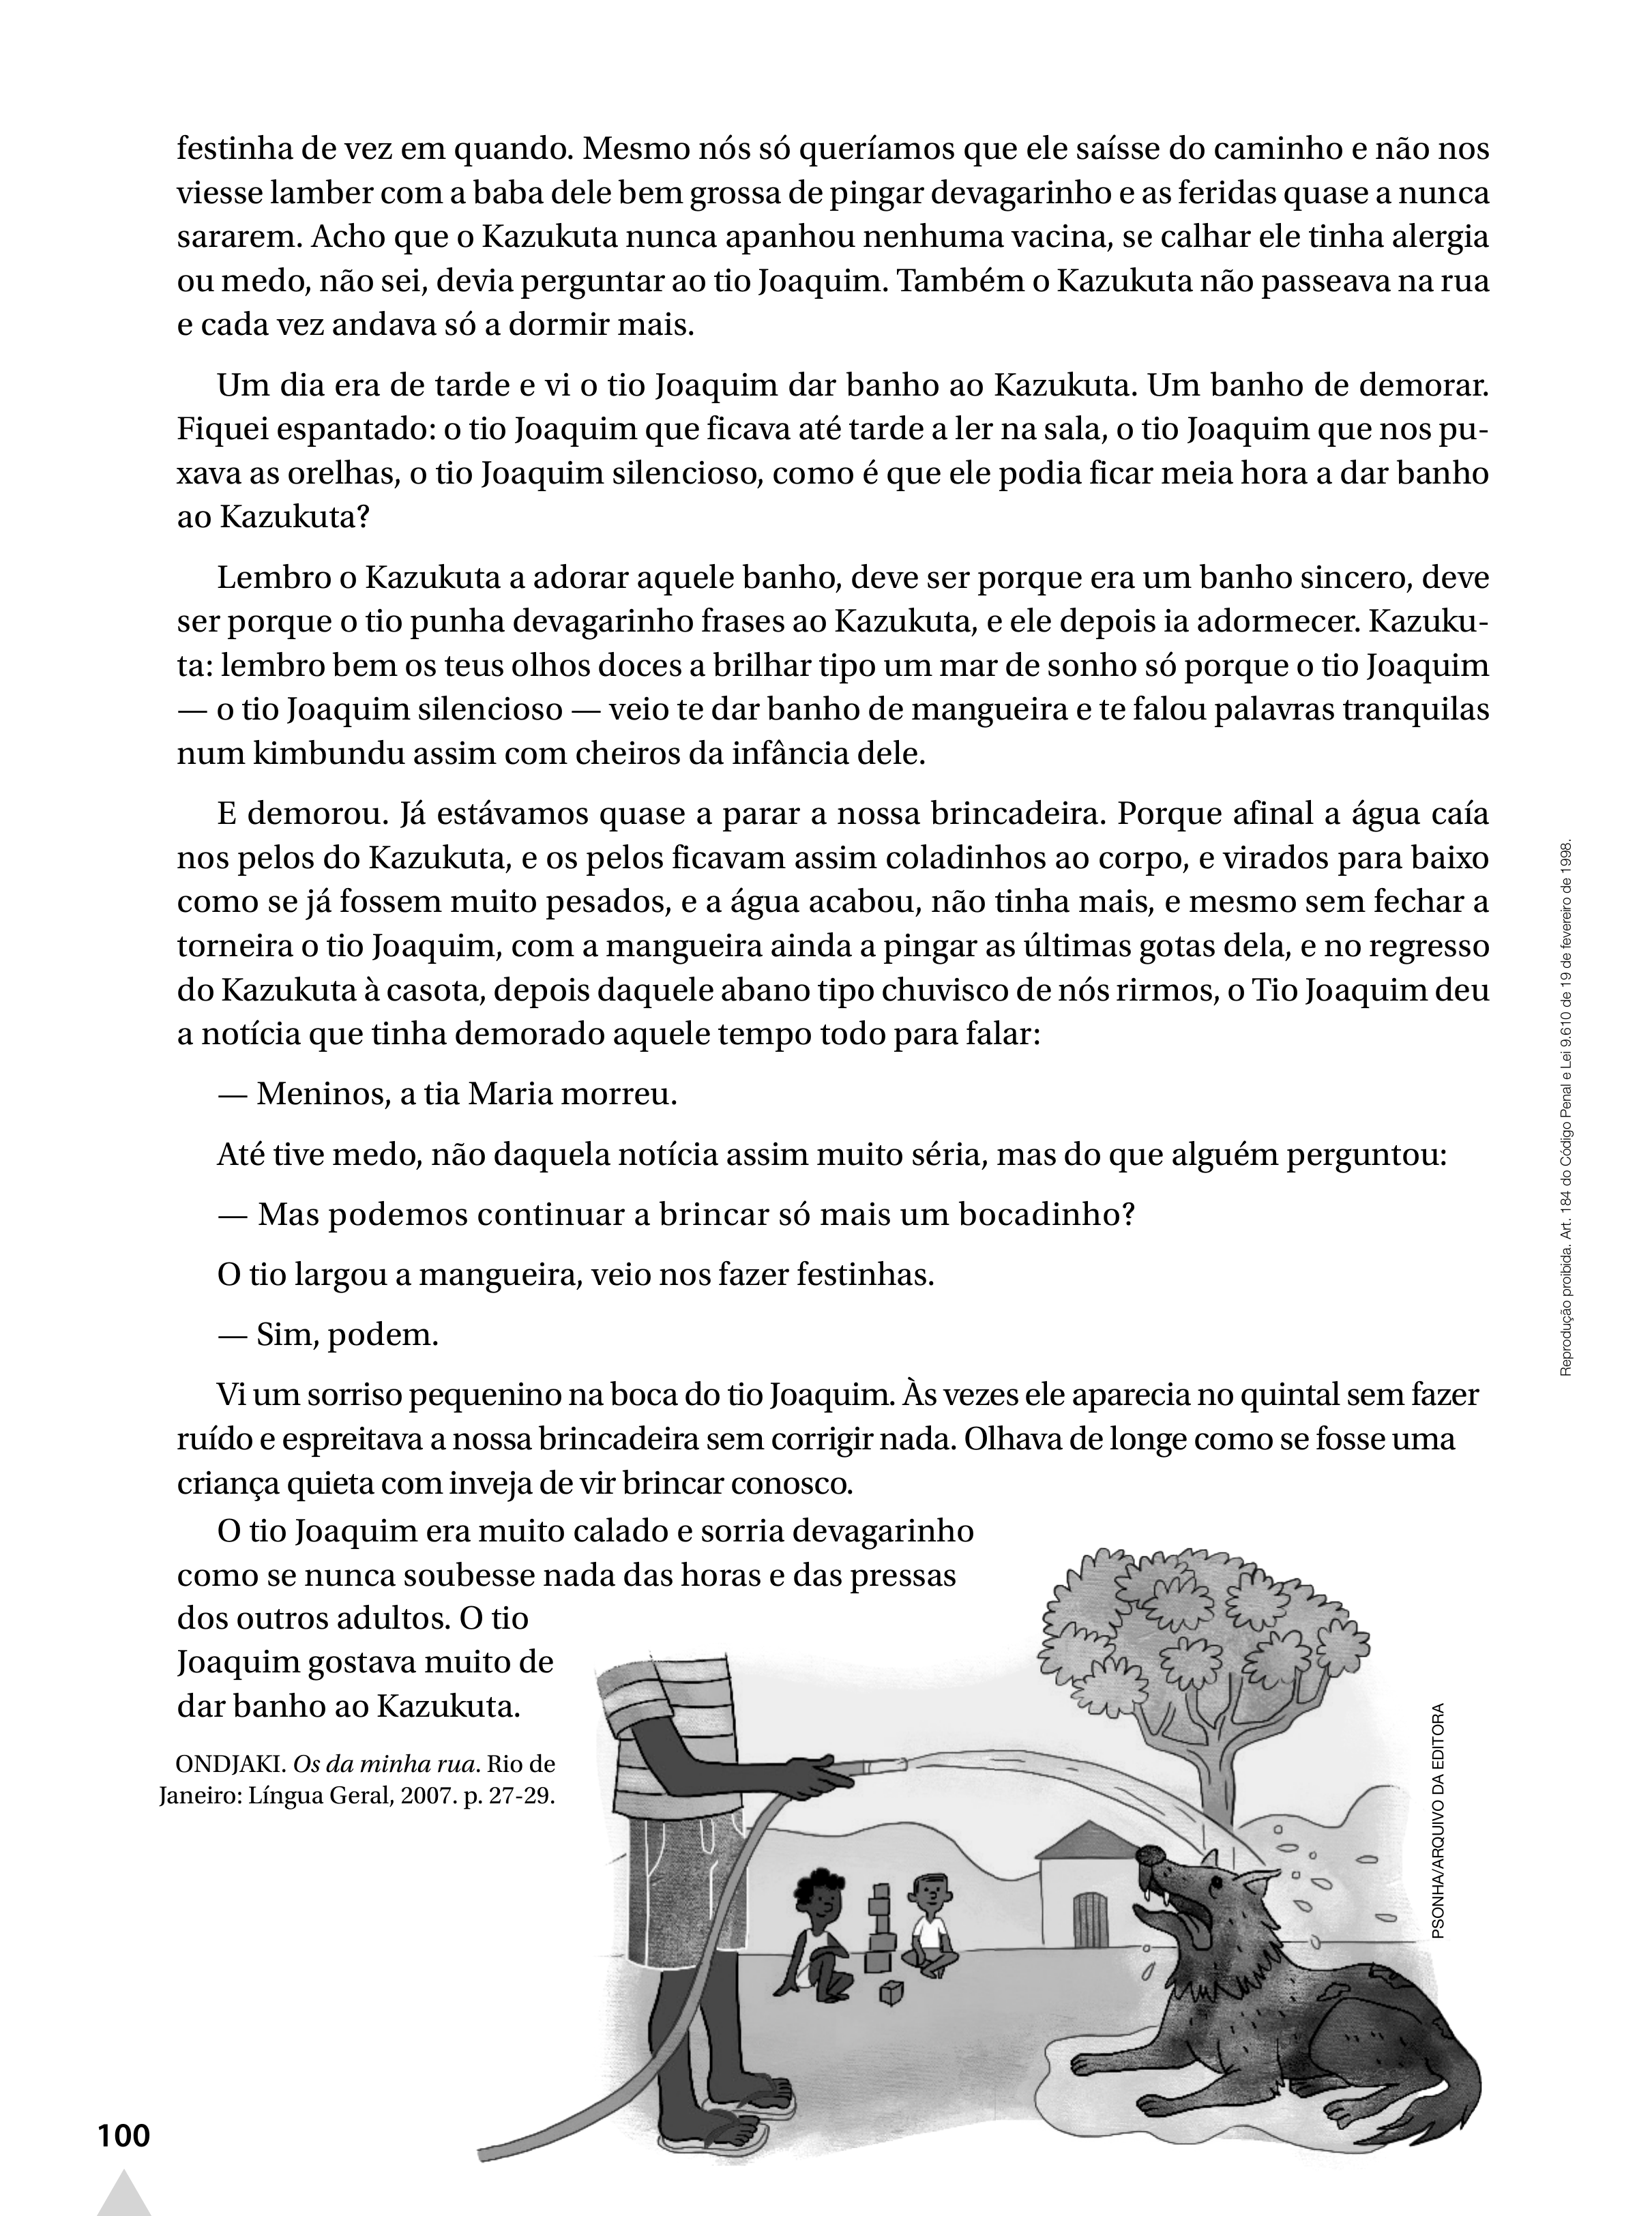 festinha de vez em quando. Mesmo nós só queríamos que ele saísse do caminho e não nos
viesse lamber com a baba dele bem grossa de pingar devagarinho e as feridas quase a nunca
sararem. Acho que o Kazukuta nunca apanhou nenhuma vacina, se calhar ele tinha alergia
ou medo, não sei, devia perguntar ao tio Joaquim. Também o Kazukuta não passeava na rua
e cada vez andava só a dormir mais.
Um dia era de tarde e vi o tio Joaquim dar banho ao Kazukuta. Um banho de demorar.
Fiquei espantado: o tio Joaquim que ficava até tarde a ler na sala, o tio Joaquim que nos pu-
xava as orelhas, o tio Joaquim silencioso, como é que ele podia ficar meia hora a dar banho
ao Kazukuta?
Lembro o Kazukuta a adorar aquele banho, deve ser porque era um banho sincero, deve
ser porque o tio punha devagarinho frases ao Kazukuta, e ele depois ia adormecer. Kazuku-
ta: lembro bem os teus olhos doces a brilhar tipo um mar de sonho só porque o tio Joaquim
— o tio Joaquim silencioso — veio te dar banho de mangueira e te falou palavras tranquilas
num kimbundu assim com cheiros da infância dele.
E demorou. Já estávamos quase a parar a nossa brincadeira. Porque afinal a água caía
nos pelos do Kazukuta, e os pelos ficavam assim coladinhos ao corpo, e virados para baixo
como se já fossem muito pesados, e a água acabou, não tinha mais, e mesmo sem fechar a
torneira o tio Joaquim, com a mangueira ainda a pingar as últimas gotas dela, e no regresso
do Kazukuta à casota, depois daquele abano tipo chuvisco de nós rirmos, o Tio Joaquim deu
a notícia que tinha demorado aquele tempo todo para falar:
— Meninos, a tia Maria morreu.
Até tive medo, não daquela notícia assim muito séria, mas do que alguém perguntou:
— Mas podemos continuar a brincar só mais um bocadinho?
O tio largou a mangueira, veio nos fazer festinhas.
— Sim, podem.
Vi um sorriso pequenino na boca do tio Joaquim. Às vezes ele aparecia no quintal sem fazer
ruído e espreitava a nossa brincadeira sem corrigir nada. Olhava de longe como se fosse uma
criança quieta com inveja de vir brincar conosco.
O tio Joaquim era muito calado e sorria devagarinho
como se nunca soubesse nada das horas e das pressas
dos outros adultos. O tio
Joaquim gostava muito de
dar banho ao Kazukuta.
ONDJAKI. Os da minha rua. Rio de
Janeiro: Língua Geral, 2007. p. 27-29.
PSONHA/ARQUIVO DA EDITORA
Reprodução proibida. Art. 184 do Código Penal e Lei 9.610 de 19 de fevereiro de 1998.
100